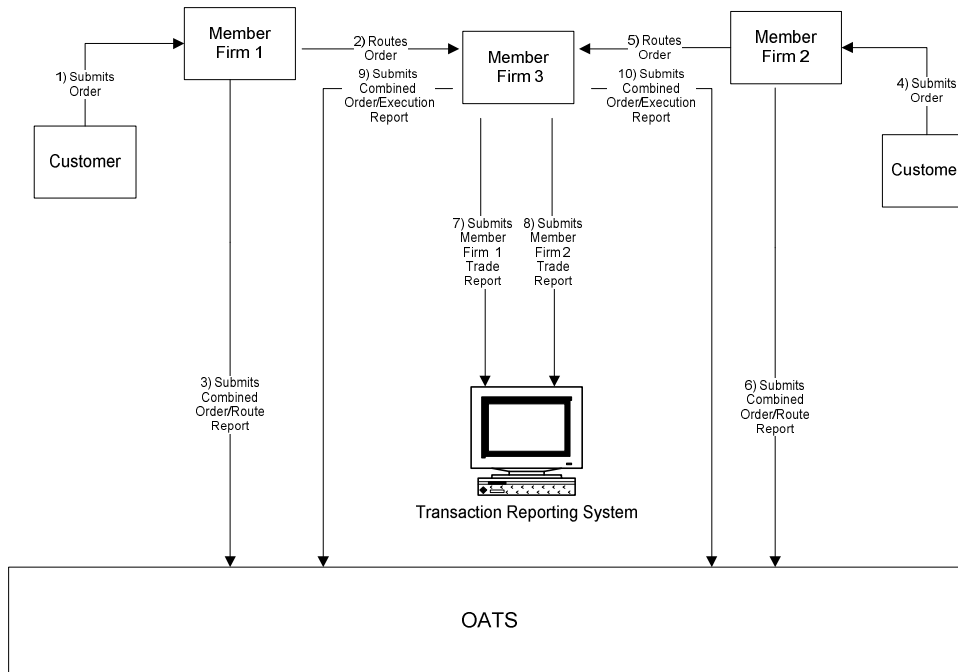 Member
Firm 1
Member
Firm 3
Member
Firm 2
1) Submits
Order
2) Routes
Order
5) Routes
Order
4) Submits
Order
9) Submits
Combined
Order/Execution
Report
10) Submits
Combined
Order/Execution
Report
Customer
Custome
7) Submits
Member
Firm 1
Trade
Report
8) Submits
Member
Firm 2
Trade
Report
3) Submits
Combined
Order/Route
Report
6) Submits
Combined
Order/Route
Report
Transaction Reporting System
OATS